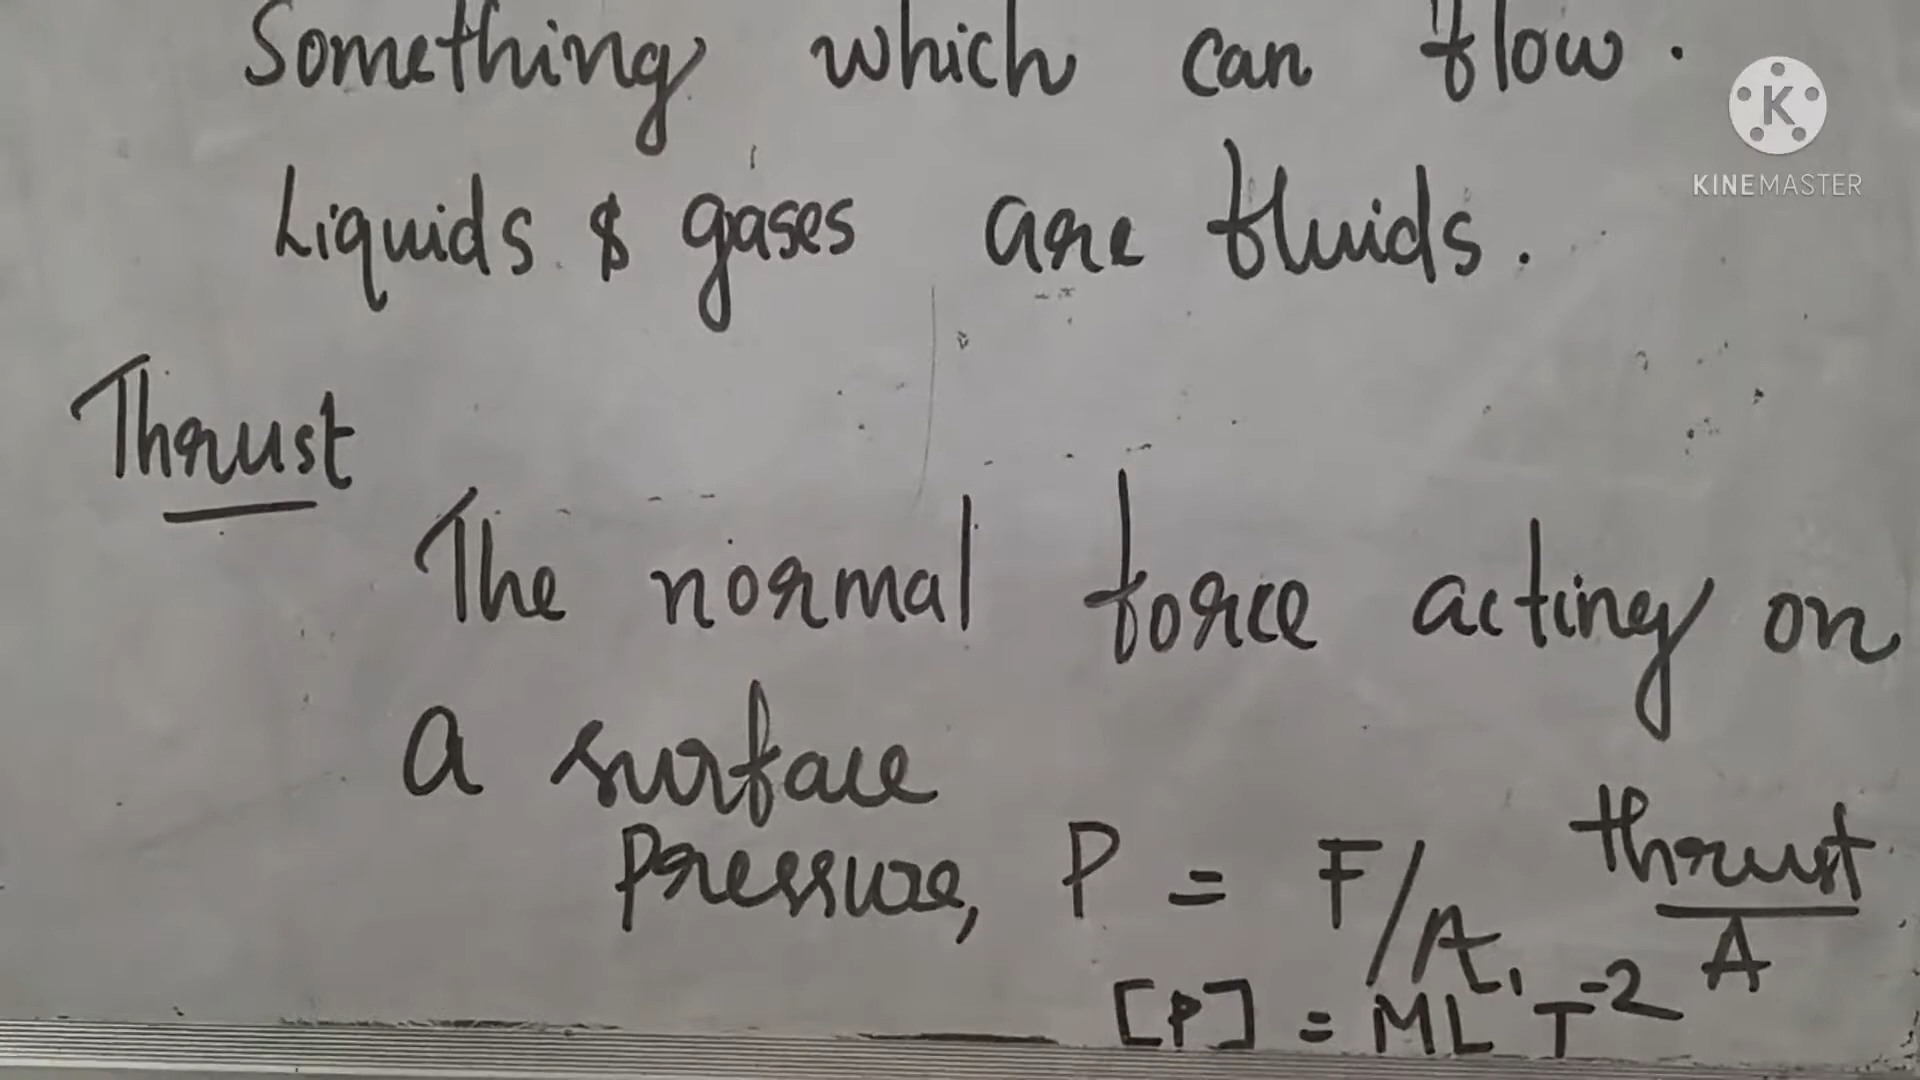 Something which can flow.
Liquids & gases are fluids.
Thrust
The normal force acting on
a surface
Pressure, P = F/A, thrust/A
[P] = ML' T⁻²
KINEMASTER